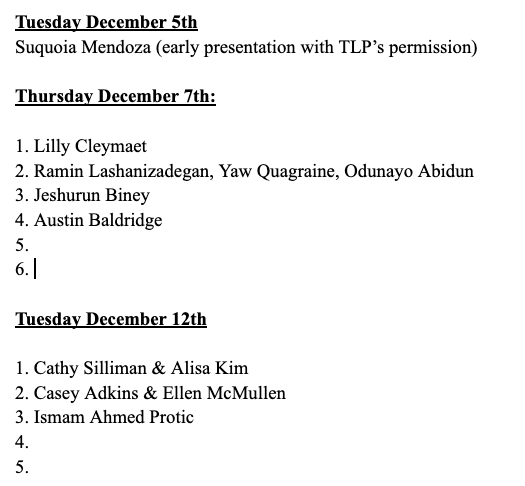 Tuesday December 5th
Suquoia Mendoza (early presentation with TLP’s permission)
Thursday December 7th:
1. Lilly Cleymaet
2. Ramin Lashanizadegan, Yaw Quagraine, Odunayo Abidun
3. Jeshurun Biney
4. Austin Baldridge
5.
6.
Tuesday December 12th
1. Cathy Silliman & Alisa Kim
2. Casey Adkins & Ellen McMullen
3. Ismam Ahmed Protic
4.
5.